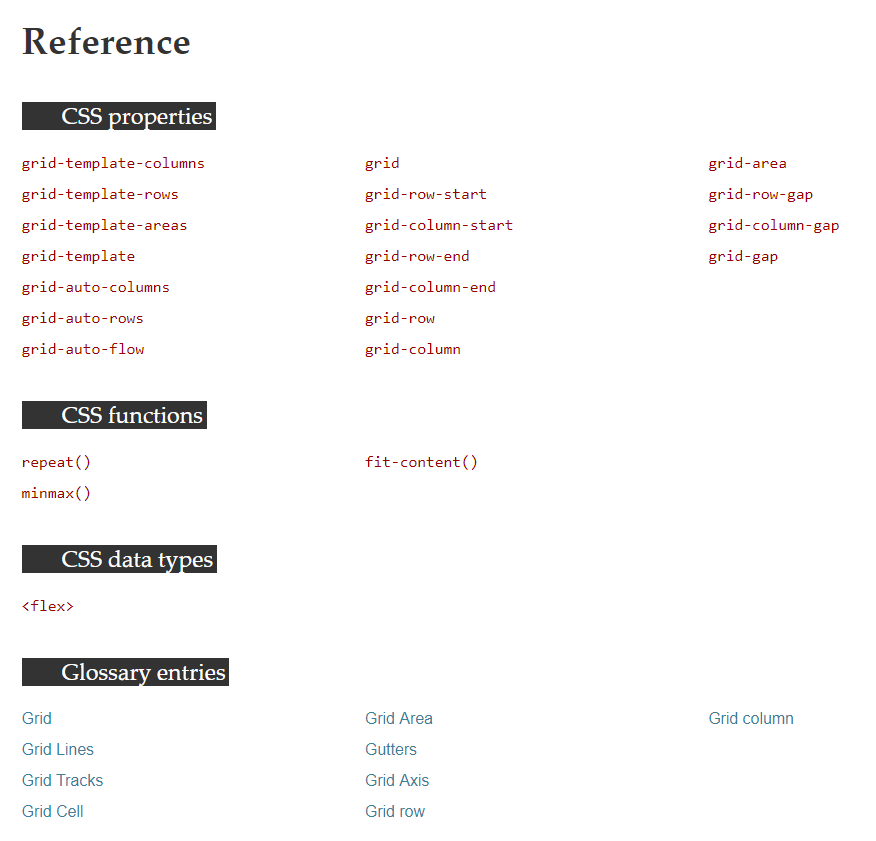 Reference
CSS properties
grid-template-columns
grid-template-rows
grid-template-areas
grid-template
grid-auto-columns
grid-auto-rows
grid-auto-flow
grid
grid-row-start
grid-column-start
grid-row-end
grid-column-end
grid-row
grid-column
grid-area
grid-row-gap
grid-column-gap
grid-gap
CSS functions
repeat()
minmax()
fit-content()
CSS data types
<flex>
Glossary entries
Grid
Grid Lines
Grid Tracks
Grid Cell
Grid Area
Gutters
Grid Axis
Grid row
Grid column